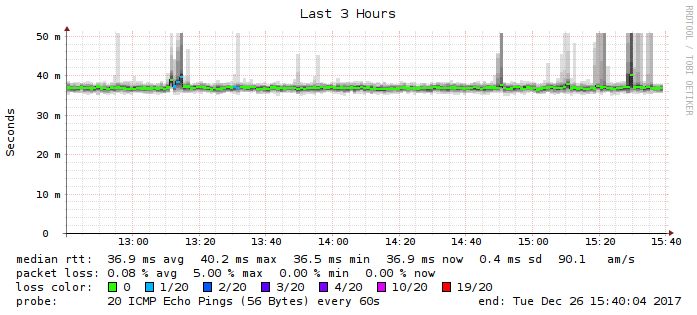 Last 3 Hours
RRDTOOL / TOBI OETIKER
Seconds
50 m
40 m
30 m
20 m
10 m
0
13:00 13:20 13:40 14:00 14:20 14:40 15:00 15:20 15:40
median rtt: 36.9 ms avg 40.2 ms max 36.5 ms min 36.9 ms now 0.4 ms sd 90.1 am/s
packet loss: 0.08 % avg 5.00 % max 0.00 % min 0.00 % now
loss color: 0 1/20 2/20 3/20 4/20 10/20 19/20
probe: 20 ICMP Echo Pings (56 Bytes) every 60s end: Tue Dec 26 15:40:04 2017